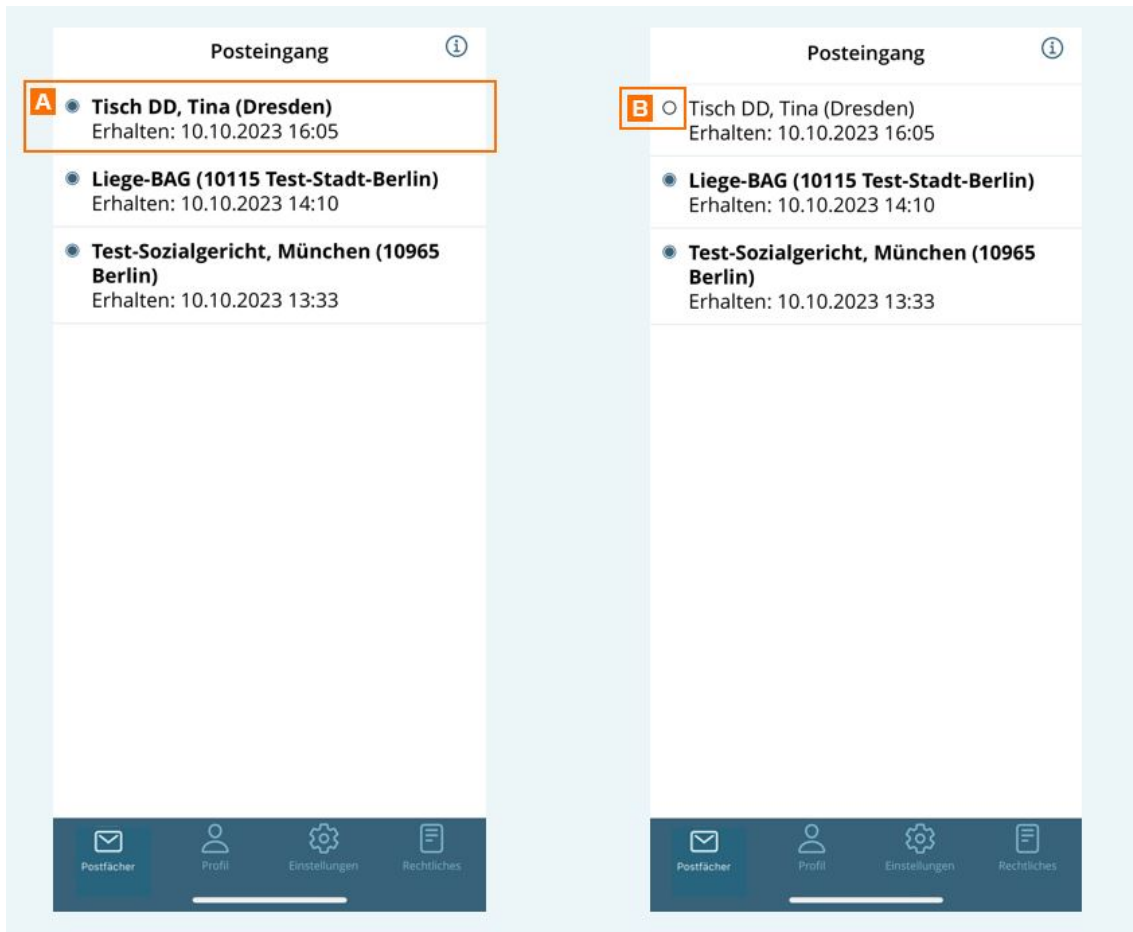 Posteingang
A
Tisch DD, Tina (Dresden)
Erhalten: 10.10.2023 16:05
Liege-BAG (10115 Test-Stadt-Berlin)
Erhalten: 10.10.2023 14:10
Test-Sozialgericht, München (10965
Berlin)
Erhalten: 10.10.2023 13:33
Postfächer
Profil
Einstellungen
Rechtliches
Posteingang
B
Tisch DD, Tina (Dresden)
Erhalten: 10.10.2023 16:05
Liege-BAG (10115 Test-Stadt-Berlin)
Erhalten: 10.10.2023 14:10
Test-Sozialgericht, München (10965
Berlin)
Erhalten: 10.10.2023 13:33
Postfächer
Profil
Einstellungen
Rechtliches